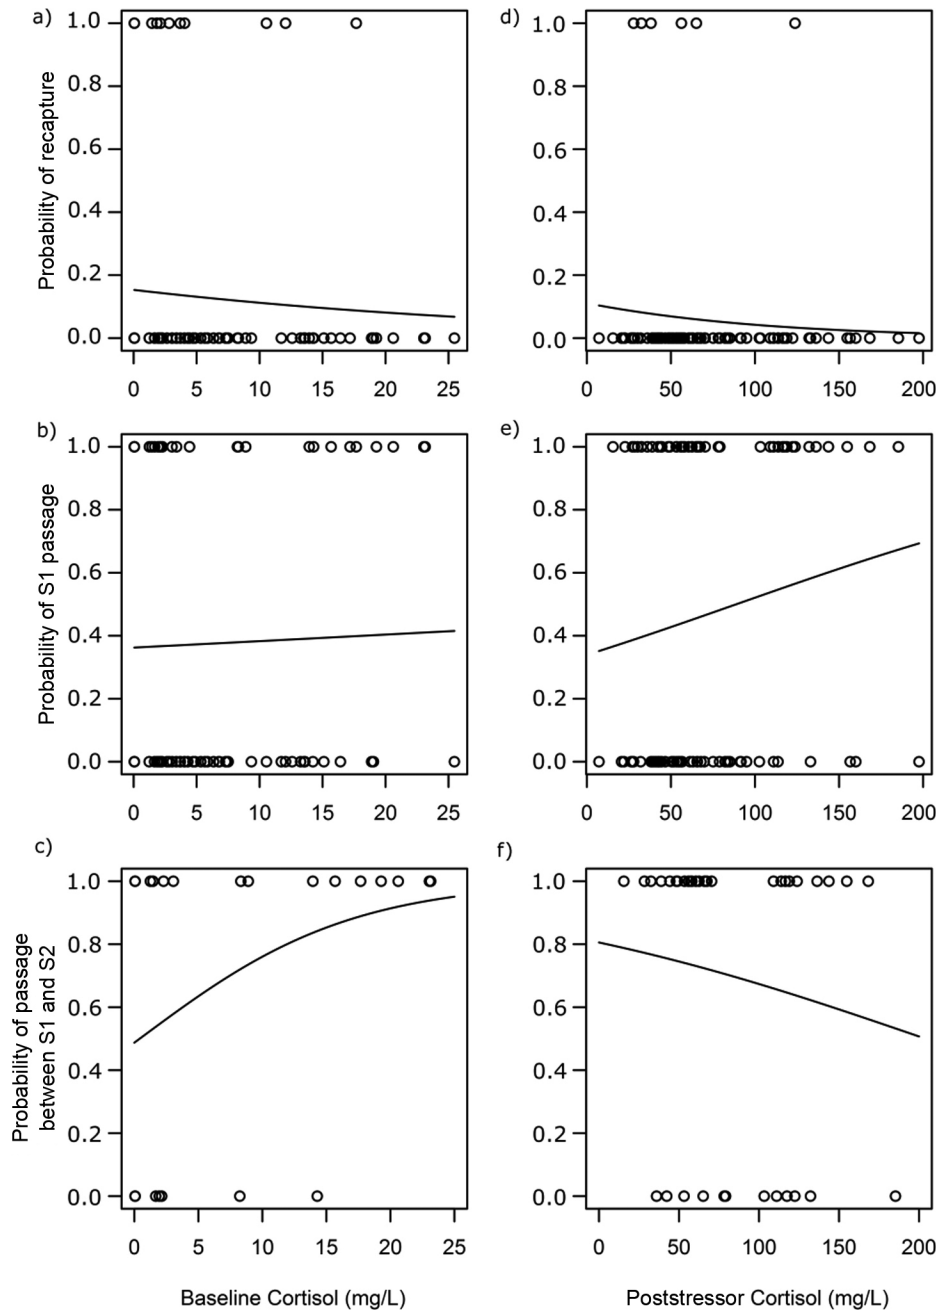 a)
1.0
0.8
0.6
0.4
0.2
0.0
0 5 10 15 20 25
Probability of recapture
d)
1.0
0.8
0.6
0.4
0.2
0.0
0 50 100 150 200
b)
1.0
0.8
0.6
0.4
0.2
0.0
0 5 10 15 20 25
Probability of S1 passage
e)
1.0
0.8
0.6
0.4
0.2
0.0
0 50 100 150 200
c)
1.0
0.8
0.6
0.4
0.2
0.0
0 5 10 15 20 25
Probability of passage
between S1 and S2
Baseline Cortisol (mg/L)
f)
1.0
0.8
0.6
0.4
0.2
0.0
0 50 100 150 200
Poststressor Cortisol (mg/L)